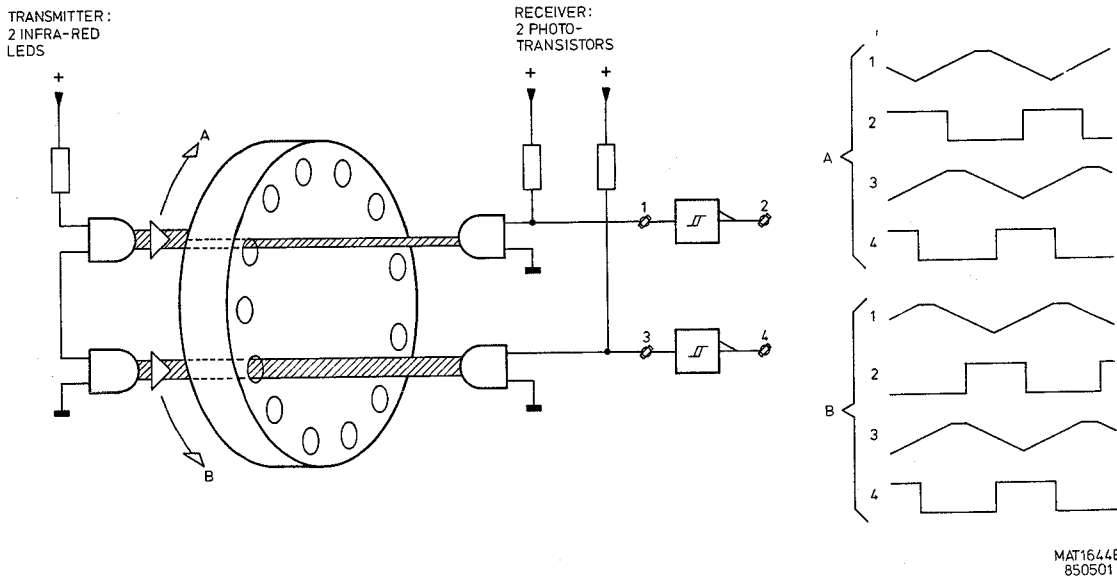 TRANSMITTER:
2 INFRA-RED
LEDS
RECEIVER:
2 PHOTO-
TRANSISTORS
+
+
+
A
B
1
2
3
4
A
1
2
3
4
B
1
2
3
4
MAT1644E
850501